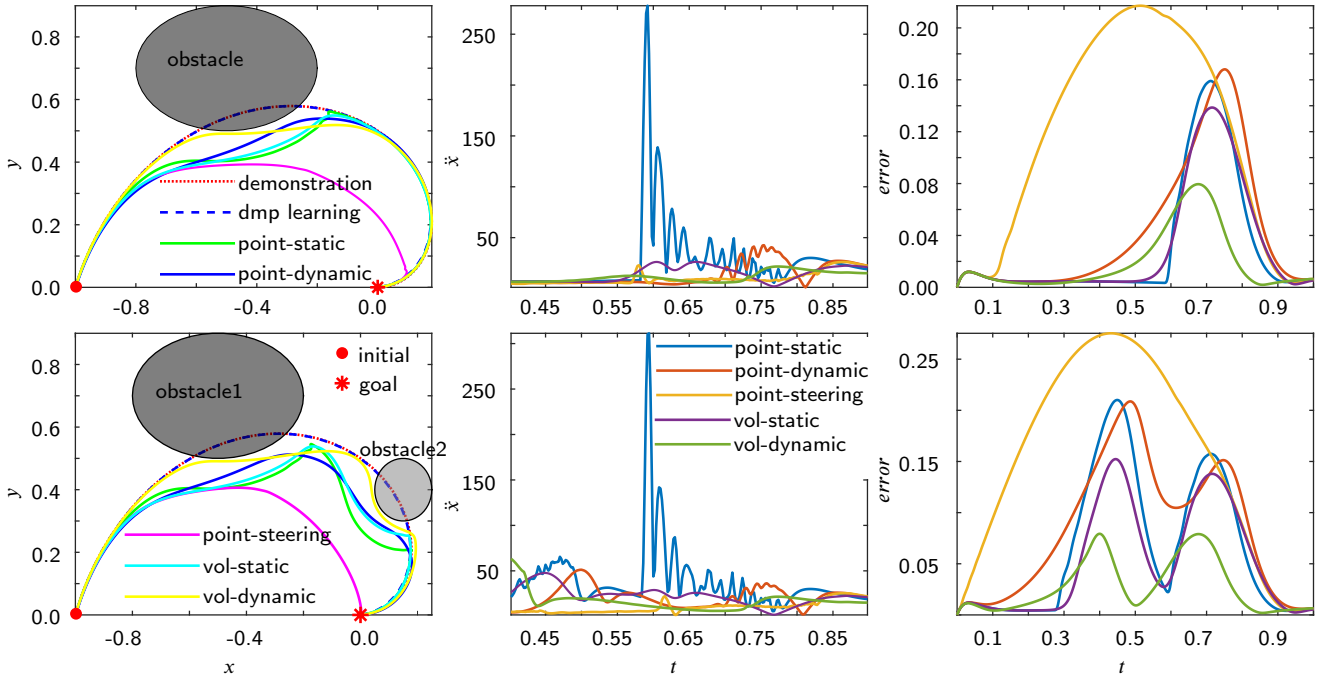 0.8
0.6
0.4
0.2
0.0
y
obstacle
demonstration
dmp learning
point-static
point-dynamic
-0.8
-0.4
0.0
250
150
50
ẍ
0.45
0.55
0.65
0.75
0.85
0.20
0.16
0.12
0.08
0.04
0.00
error
0.1
0.3
0.5
0.7
0.9
0.8
0.6
0.4
0.2
0.0
y
obstacle1
initial
goal
obstacle2
point-steering
vol-static
vol-dynamic
-0.8
-0.4
0.0
x
250
150
50
ẍ
point-static
point-dynamic
point-steering
vol-static
vol-dynamic
0.45
0.55
0.65
0.75
0.85
t
0.25
0.15
0.05
error
0.1
0.3
0.5
0.7
0.9
t